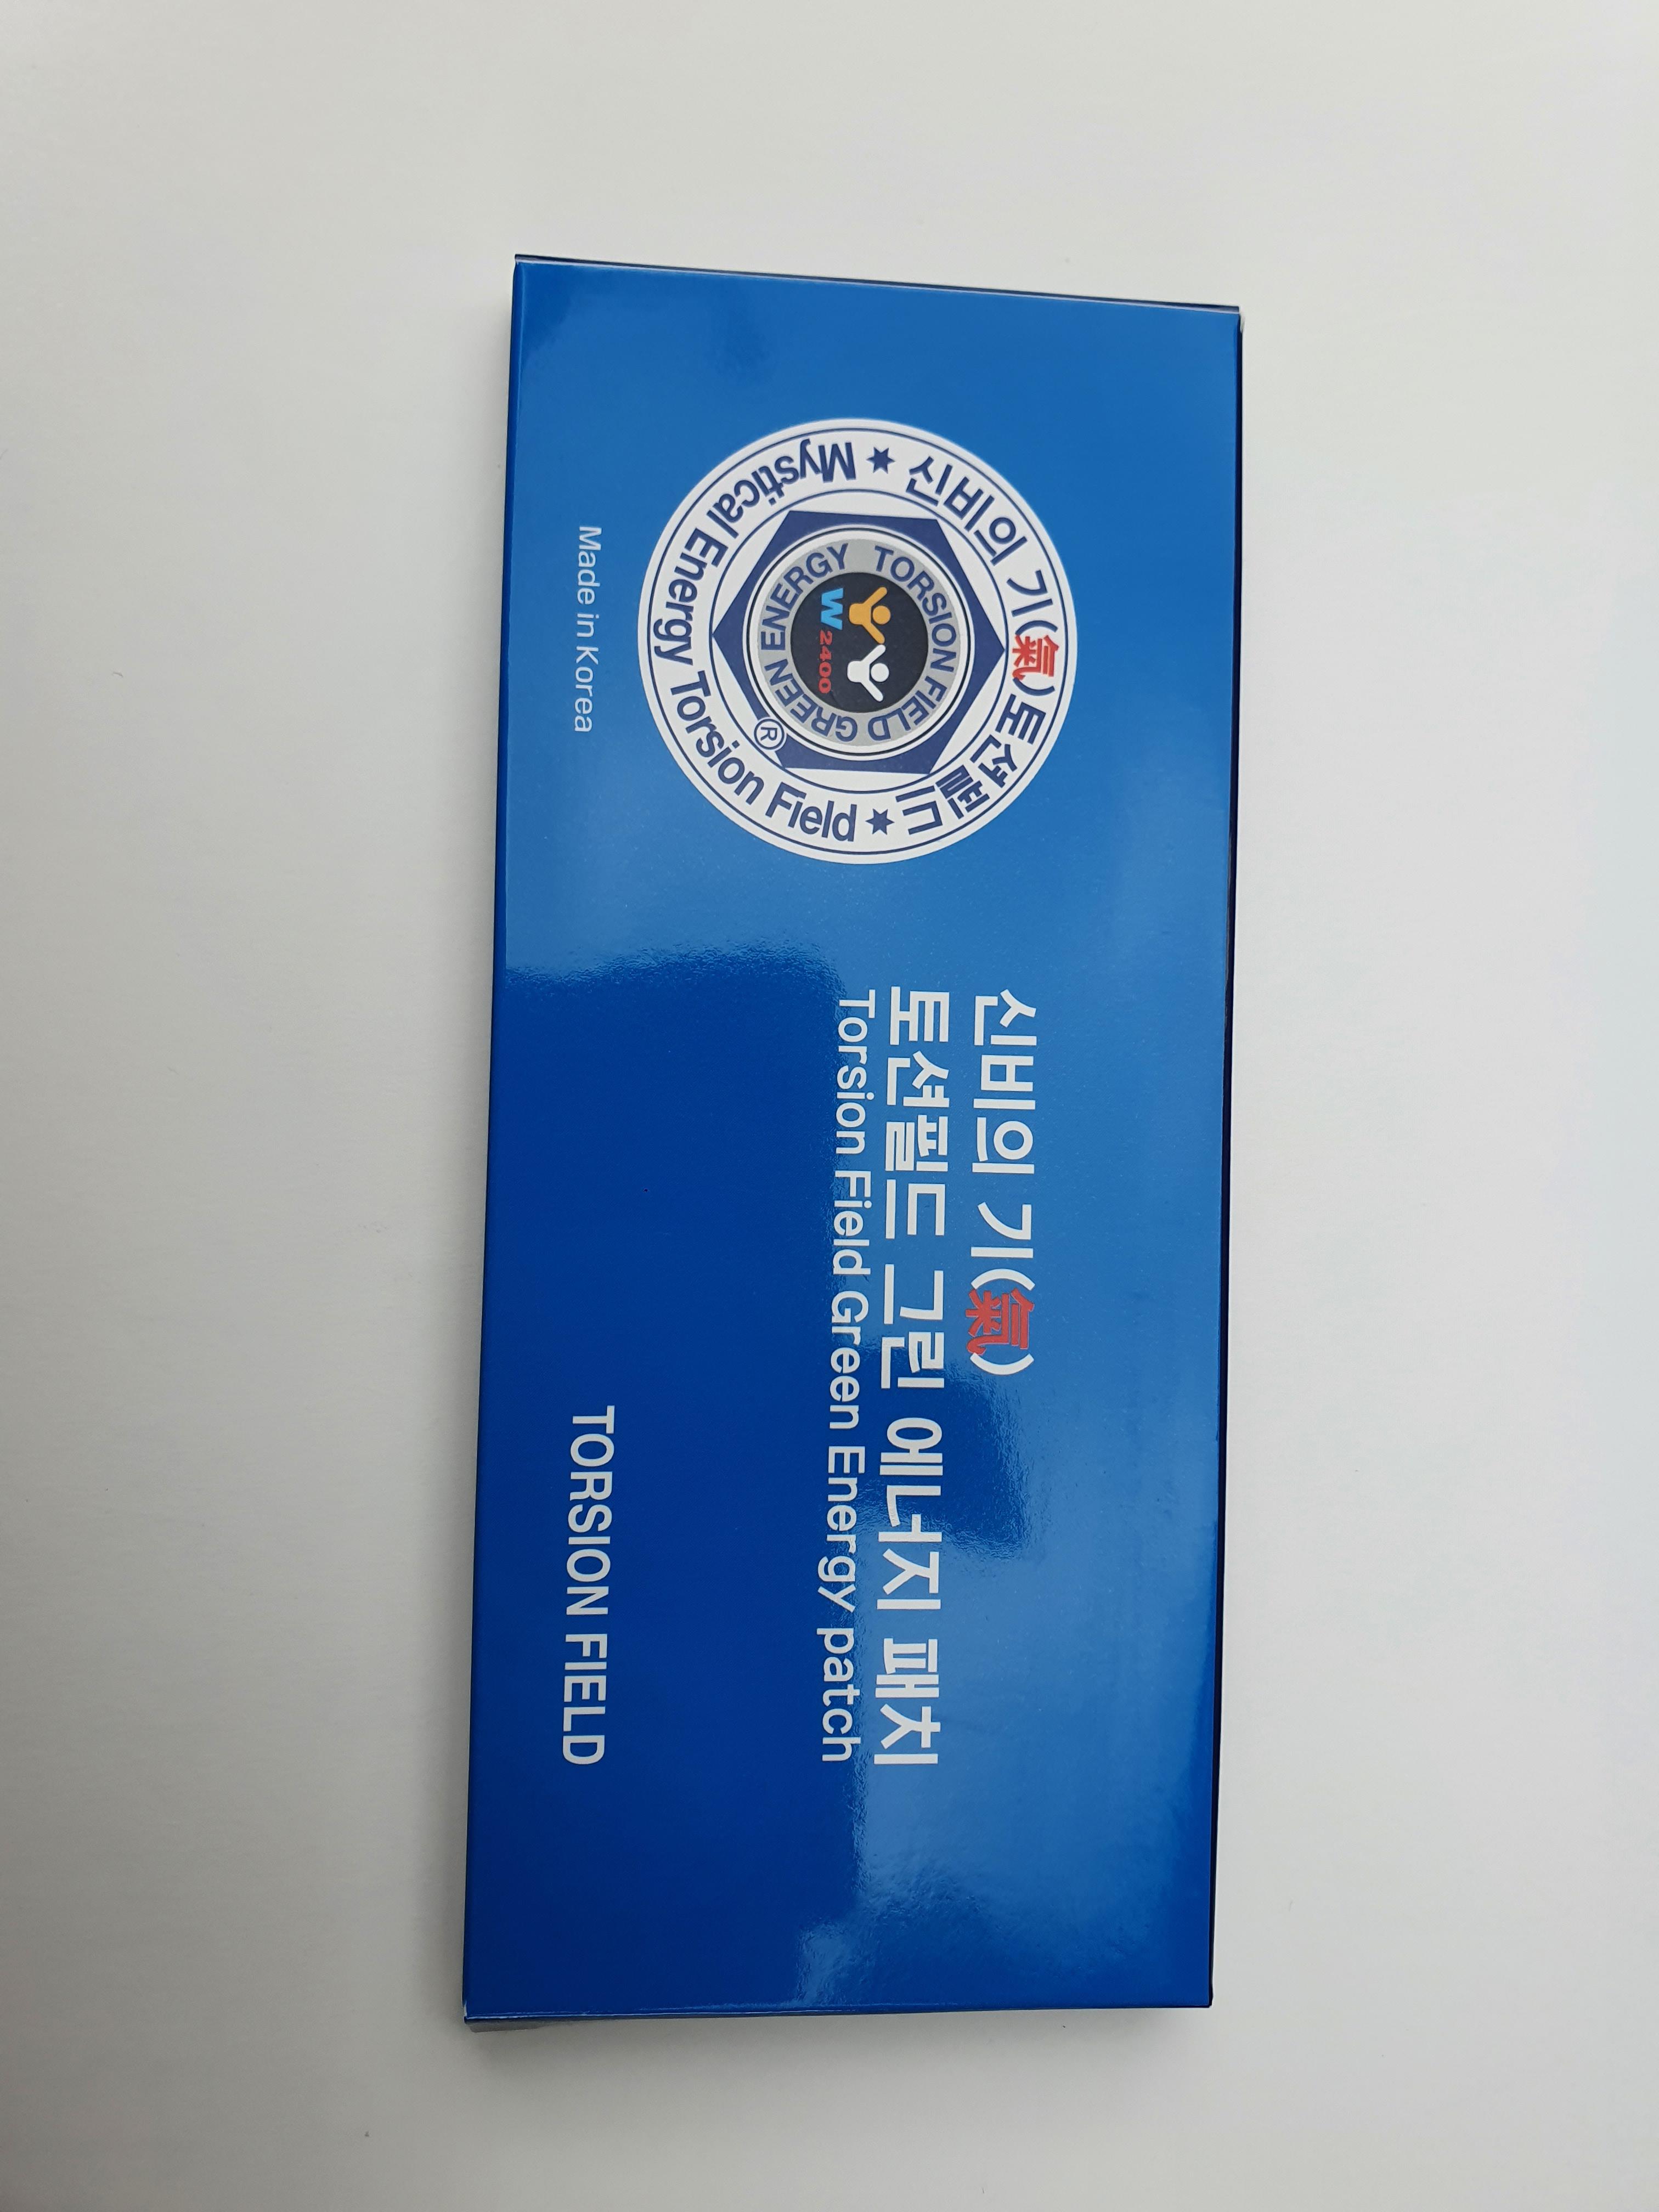 신비의 기(氣)토션필드
Mystical Energy Torsion Field
TORSION FIELD GREEN ENERGY
W 2400
®
Made in Korea
신비의 기(氣)
토션필드 그린 에너지 패치
Torsion Field Green Energy patch
TORSION FIELD